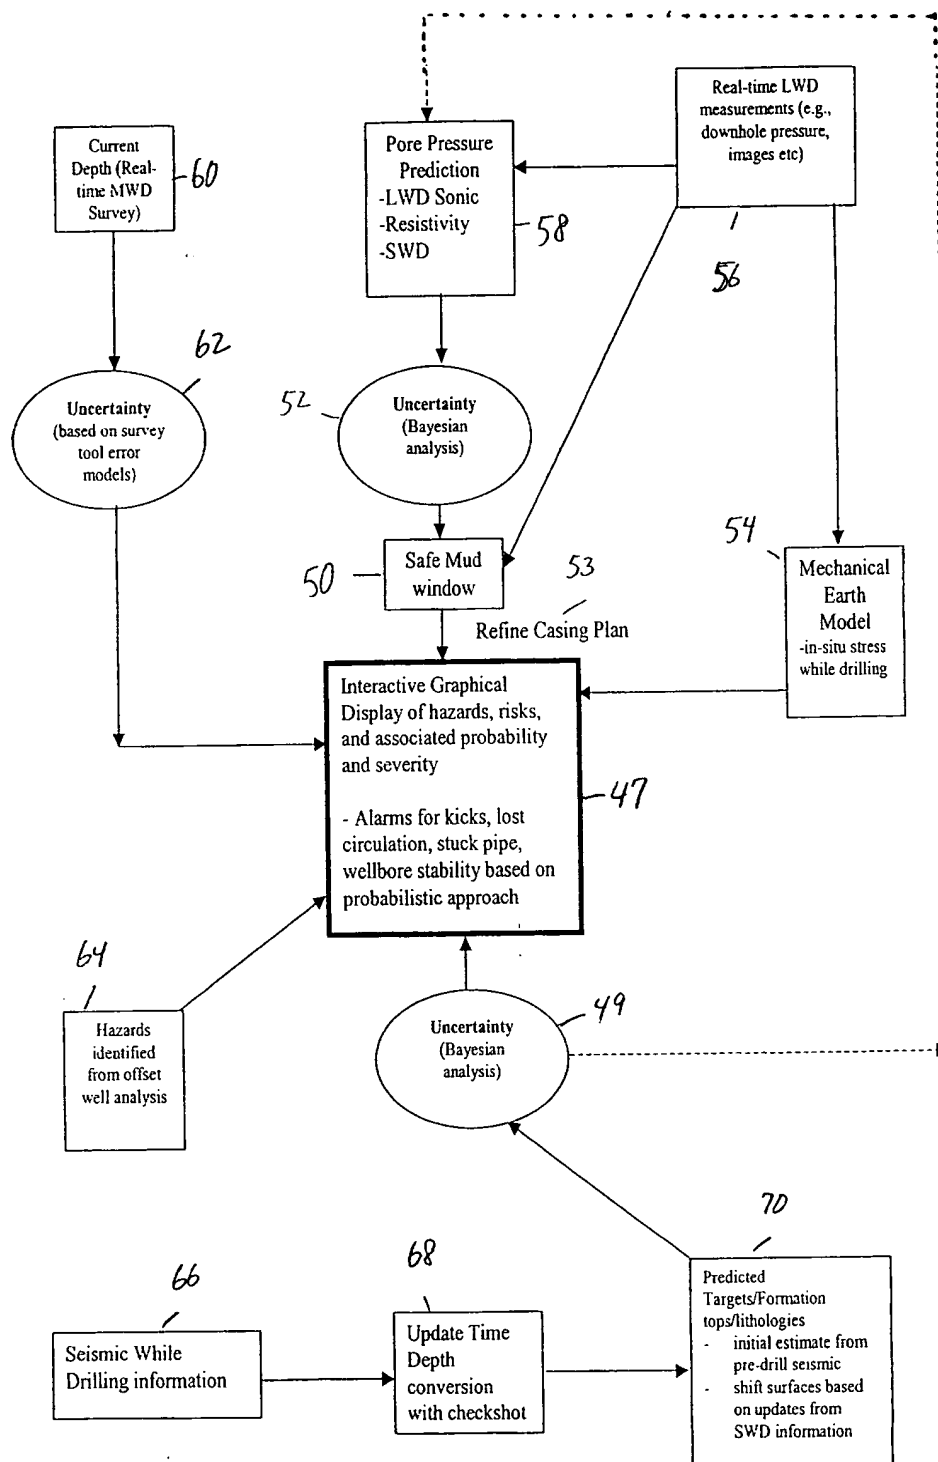 Real-time LWD
measurements (e.g.,
downhole pressure,
images etc)
56
Current
Depth (Real-
time MWD
Survey)
60
Pore Pressure
Prediction
-LWD Sonic
-Resistivity
-SWD
58
62
Uncertainty
(based on survey
tool error
models)
52
Uncertainty
(Bayesian
analysis)
50
Safe Mud
window
53
Refine Casing Plan
54
Mechanical
Earth
Model
-in-situ stress
while drilling
Interactive Graphical
Display of hazards, risks,
and associated probability
and severity
- Alarms for kicks, lost
circulation, stuck pipe,
wellbore stability based on
probabilistic approach
47
64
Hazards
identified
from offset
well analysis
49
Uncertainty
(Bayesian
analysis)
66
Seismic While
Drilling information
68
Update Time
Depth
conversion
with checkshot
70
Predicted
Targets/Formation
tops/lithologies
- initial estimate from
pre-drill seismic
- shift surfaces based
on updates from
SWD information